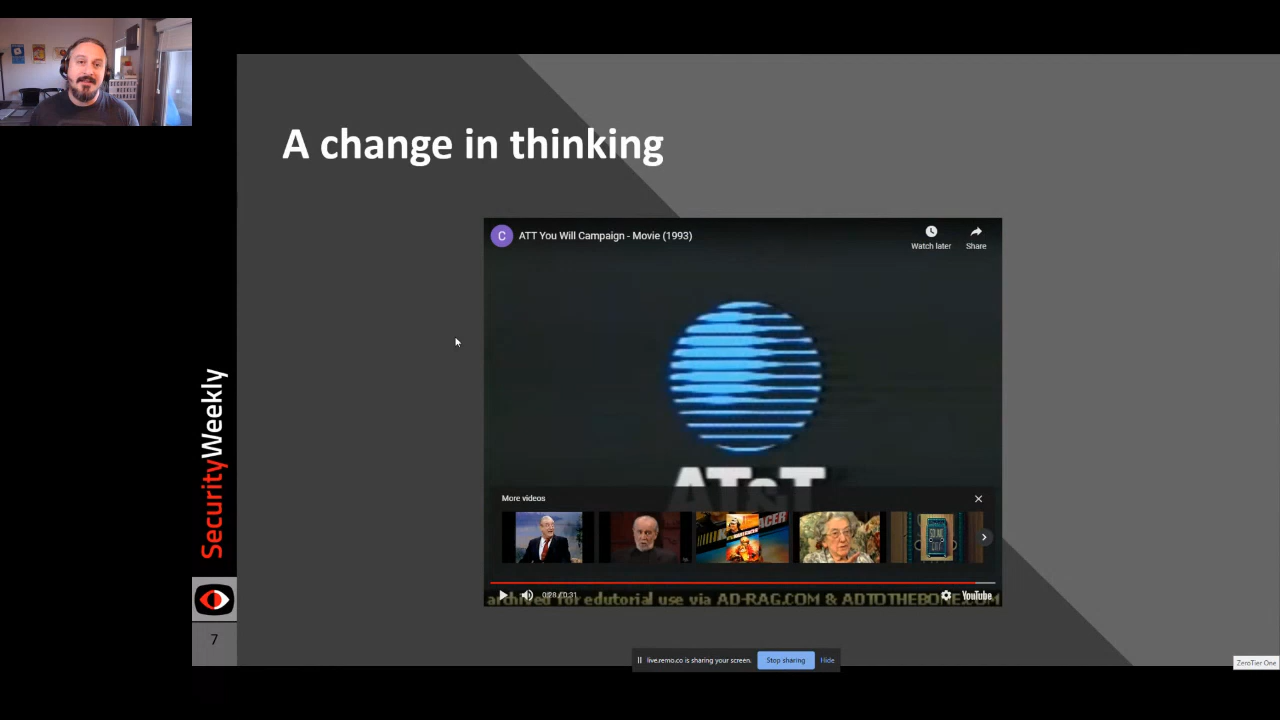 A change in thinking
C
ATT You Will Campaign - Movie (1993)
Watch later
Share
AT&T
More videos
0:28 / 0:31
YouTube
archived for edutorial use via AD-RAG.COM & ADTOTHEBONE.COM
SecurityWeekly
7
live.remo.co is sharing your screen.
Stop sharing
Hide
ZeroTier One